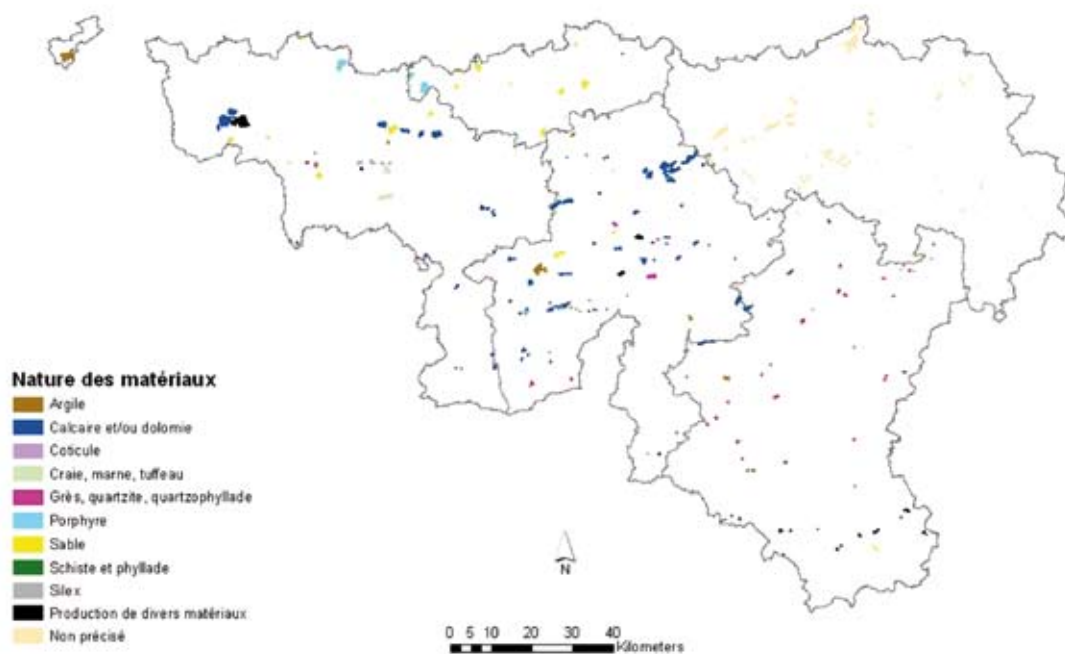 Nature des matériaux
Argile
Calcaire et/ou dolomie
Coticule
Craie, marne, tuffeau
Grès, quartzite, quartzophyllade
Porphyre
Sable
Schiste et phyllade
Silex
Production de divers matériaux
Non précisé
N
0 5 10 20 30 40
Kilometers